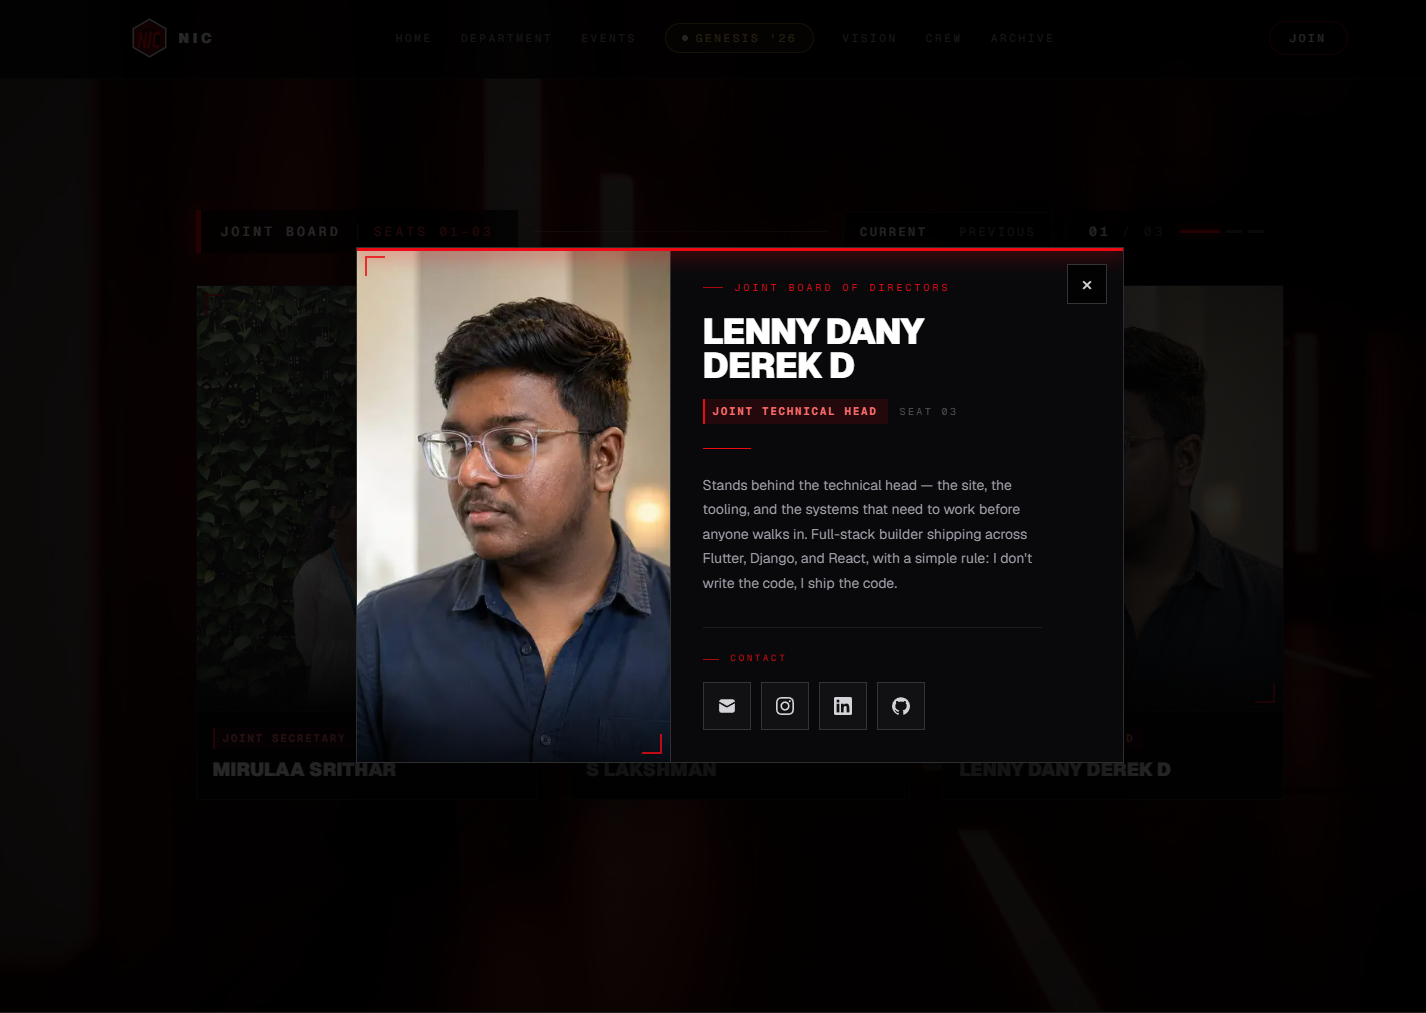 NIC NIC HOME DEPARTMENT EVENTS GENESIS '26 VISION CREW ARCHIVE JOIN
JOINT BOARD SEATS 01-03 CURRENT PREVIOUS 01 / 03
JOINT BOARD OF DIRECTORS
LENNY DANY
DEREK D
JOINT TECHNICAL HEAD SEAT 03
Stands behind the technical head — the site, the
tooling, and the systems that need to work before
anyone walks in. Full-stack builder shipping across
Flutter, Django, and React, with a simple rule: I don't
write the code, I ship the code.
CONTACT
JOINT SECRETARY
MIRULAA SRITHAR S LAKSHMAN LENNY DANY DEREK D